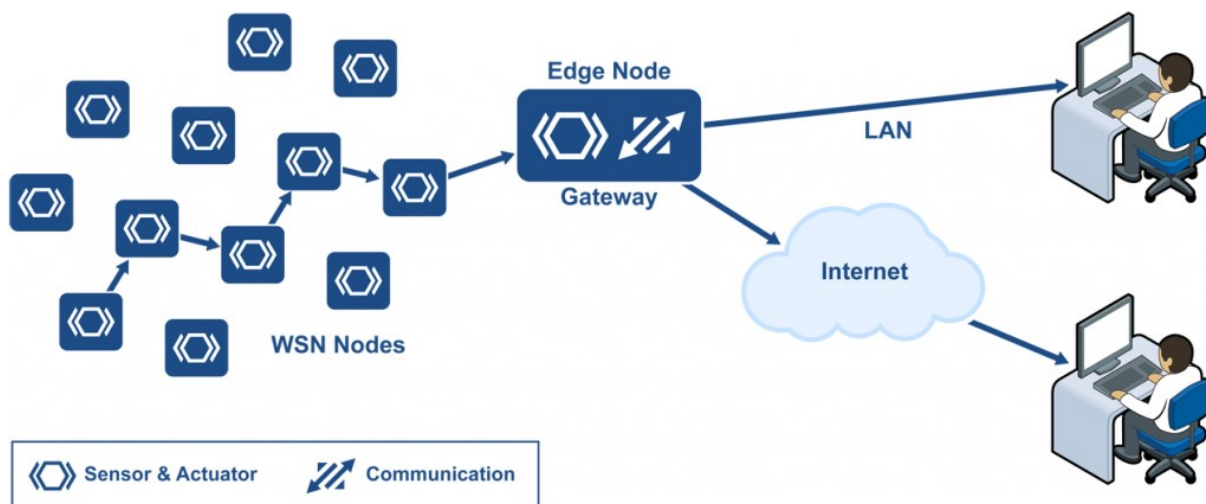 Edge Node
Gateway
LAN
Internet
WSN Nodes
Sensor & Actuator
Communication